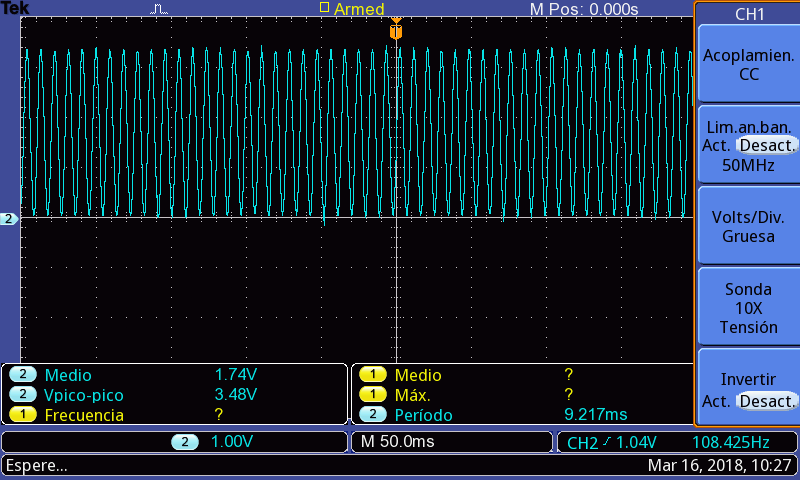 Tek Armed M Pos: 0.000s
T
CH1
Acoplamien.
CC
Lim.an.ban.
Act. Desact.
50MHz
Volts/Div.
Gruesa
Sonda
10X
Tensión
Invertir
Act. Desact.
2
2 Medio 1.74V
2 Vpico-pico 3.48V
1 Frecuencia ?
1 Medio ?
1 Máx. ?
2 Período 9.217ms
2 1.00V M 50.0ms CH2 1.04V 108.425Hz
Espere... Mar 16, 2018, 10:27